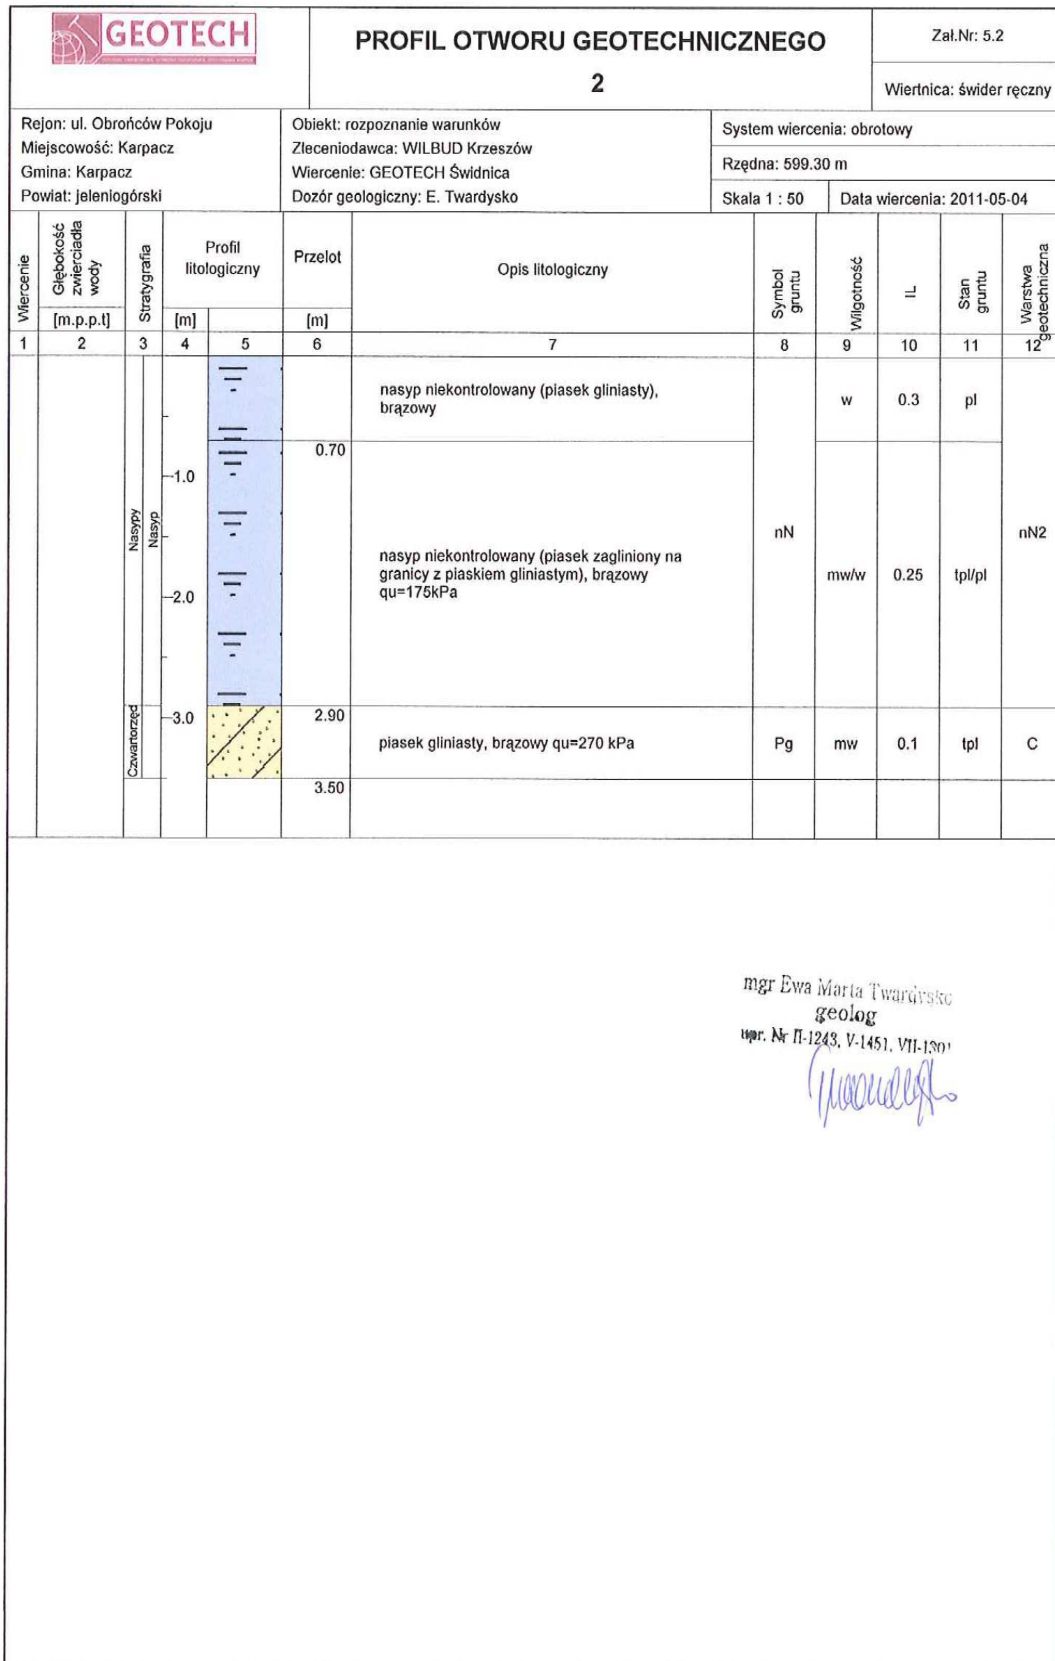 GEOTECH
PROFIL OTWORU GEOTECHNICZNEGO
2
Zał.Nr: 5.2
Wiertnica: świder ręczny
Rejon: ul. Obrońców Pokoju
Miejscowość: Karpacz
Gmina: Karpacz
Powiat: jeleniogórski
Obiekt: rozpoznanie warunków
Zleceniodawca: WILBUD Krzeszów
Wiercenie: GEOTECH Świdnica
Dozór geologiczny: E. Twardysko
System wiercenia: obrotowy
Rzędna: 599.30 m
Skala 1 : 50
Data wiercenia: 2011-05-04
Wiercenie
Głębokość zwierciadła wody
[m.p.p.t]
Stratygrafia
Profil litologiczny
[m]
Przelot
[m]
Opis litologiczny
Symbol gruntu
Wilgotność
IL
Stan gruntu
Warstwa geotechniczna
1 2 3 4 5 6 7 8 9 10 11 12
nasyp niekontrolowany (piasek gliniasty),
brązowy
w 0.3 pl
0.70
1.0
Nasypy
Nasyp
nN
nN2
nasyp niekontrolowany (piasek zagliniony na
granicy z piaskiem gliniastym), brązowy
qu=175kPa
mw/w 0.25 tpl/pl
2.0
2.90
3.0
Czwartorzęd
piasek gliniasty, brązowy qu=270 kPa
Pg mw 0.1 tpl C
3.50
mgr Ewa Marta Twardysko
geolog
upr. Nr II-1243, V-1451, VII-1301